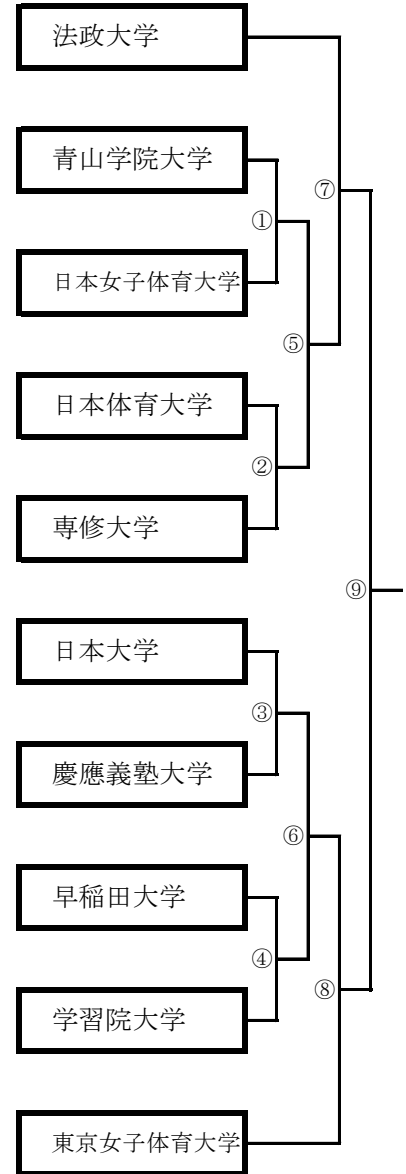 法政大学
青山学院大学
⑦
①
日本女子体育大学
⑤
日本体育大学
②
専修大学
⑨
日本大学
③
慶應義塾大学
⑥
早稲田大学
④
⑧
学習院大学
東京女子体育大学